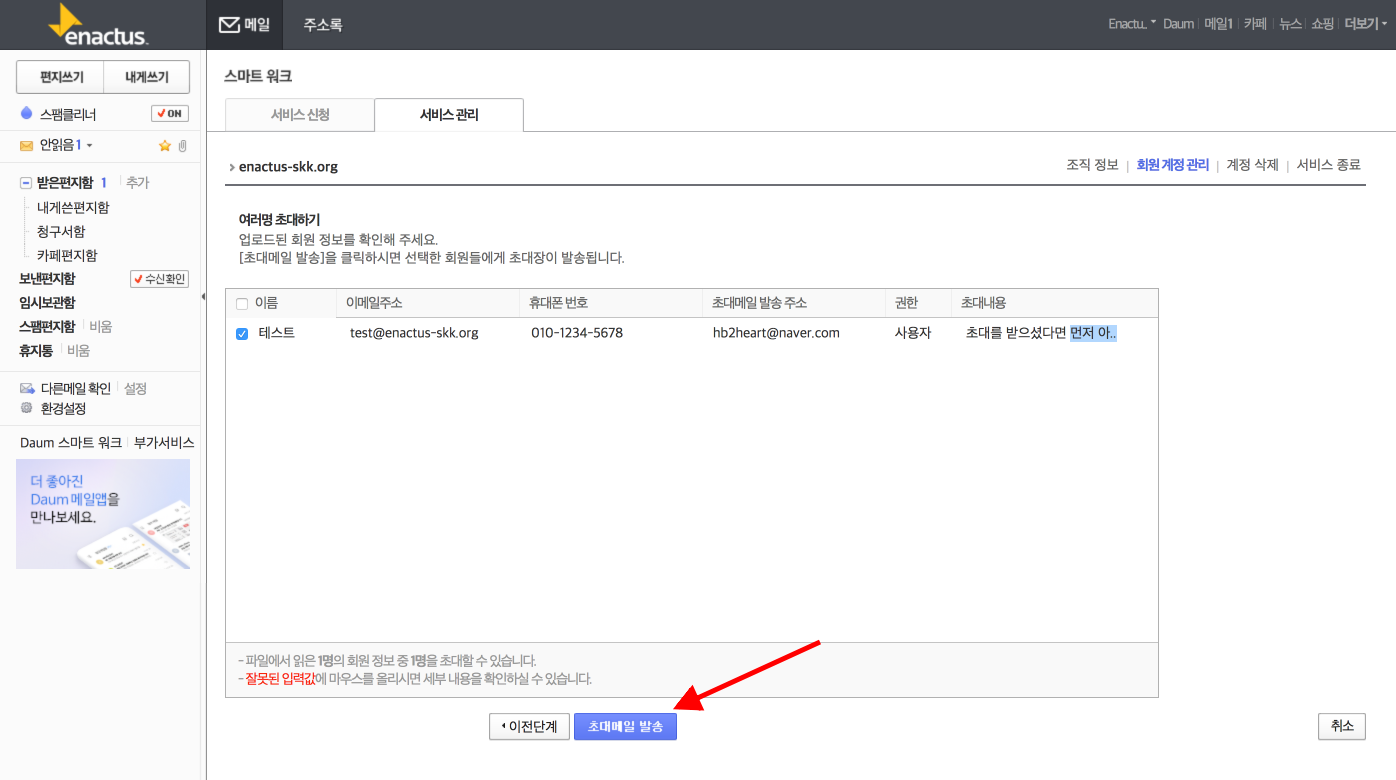 enactus.
메일
주소록
Enactu..
Daum
메일1
카페
뉴스
쇼핑
더보기
편지쓰기
내게쓰기
스팸클리너
ON
안읽음 1
받은편지함 1
추가
내게쓴편지함
청구서함
카페편지함
보낸편지함
수신확인
임시보관함
스팸편지함
비움
휴지통
비움
다른메일 확인
설정
환경설정
Daum 스마트 워크
부가서비스
더 좋아진
Daum 메일앱을
만나보세요.
스마트 워크
서비스 신청
서비스 관리
enactus-skk.org
조직 정보 | 회원 계정 관리 | 계정 삭제 | 서비스 종료
여러명 초대하기
업로드된 회원 정보를 확인해 주세요.
[초대메일 발송]을 클릭하시면 선택한 회원들에게 초대장이 발송됩니다.
이름 이메일주소 휴대폰 번호 초대메일 발송 주소 권한 초대내용
테스트 test@enactus-skk.org 010-1234-5678 hb2heart@naver.com 사용자 초대를 받으셨다면 먼저 아..
- 파일에서 읽은 1명의 회원 정보 중 1명을 초대할 수 있습니다.
- 잘못된 입력값에 마우스를 올리시면 세부 내용을 확인하실 수 있습니다.
이전단계
초대메일 발송
취소